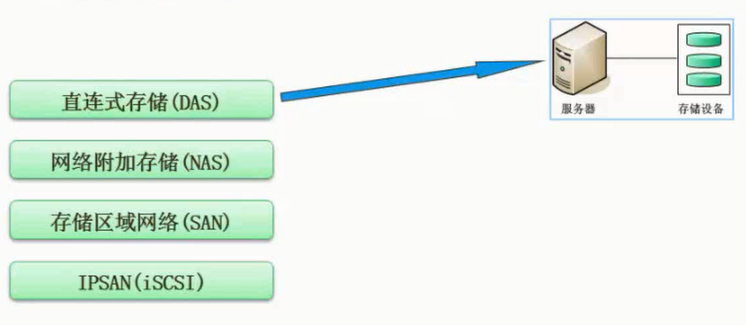 服务器
存储设备
直连式存储(DAS)
网络附加存储(NAS)
存储区域网络(SAN)
IPSAN(iSCSI)